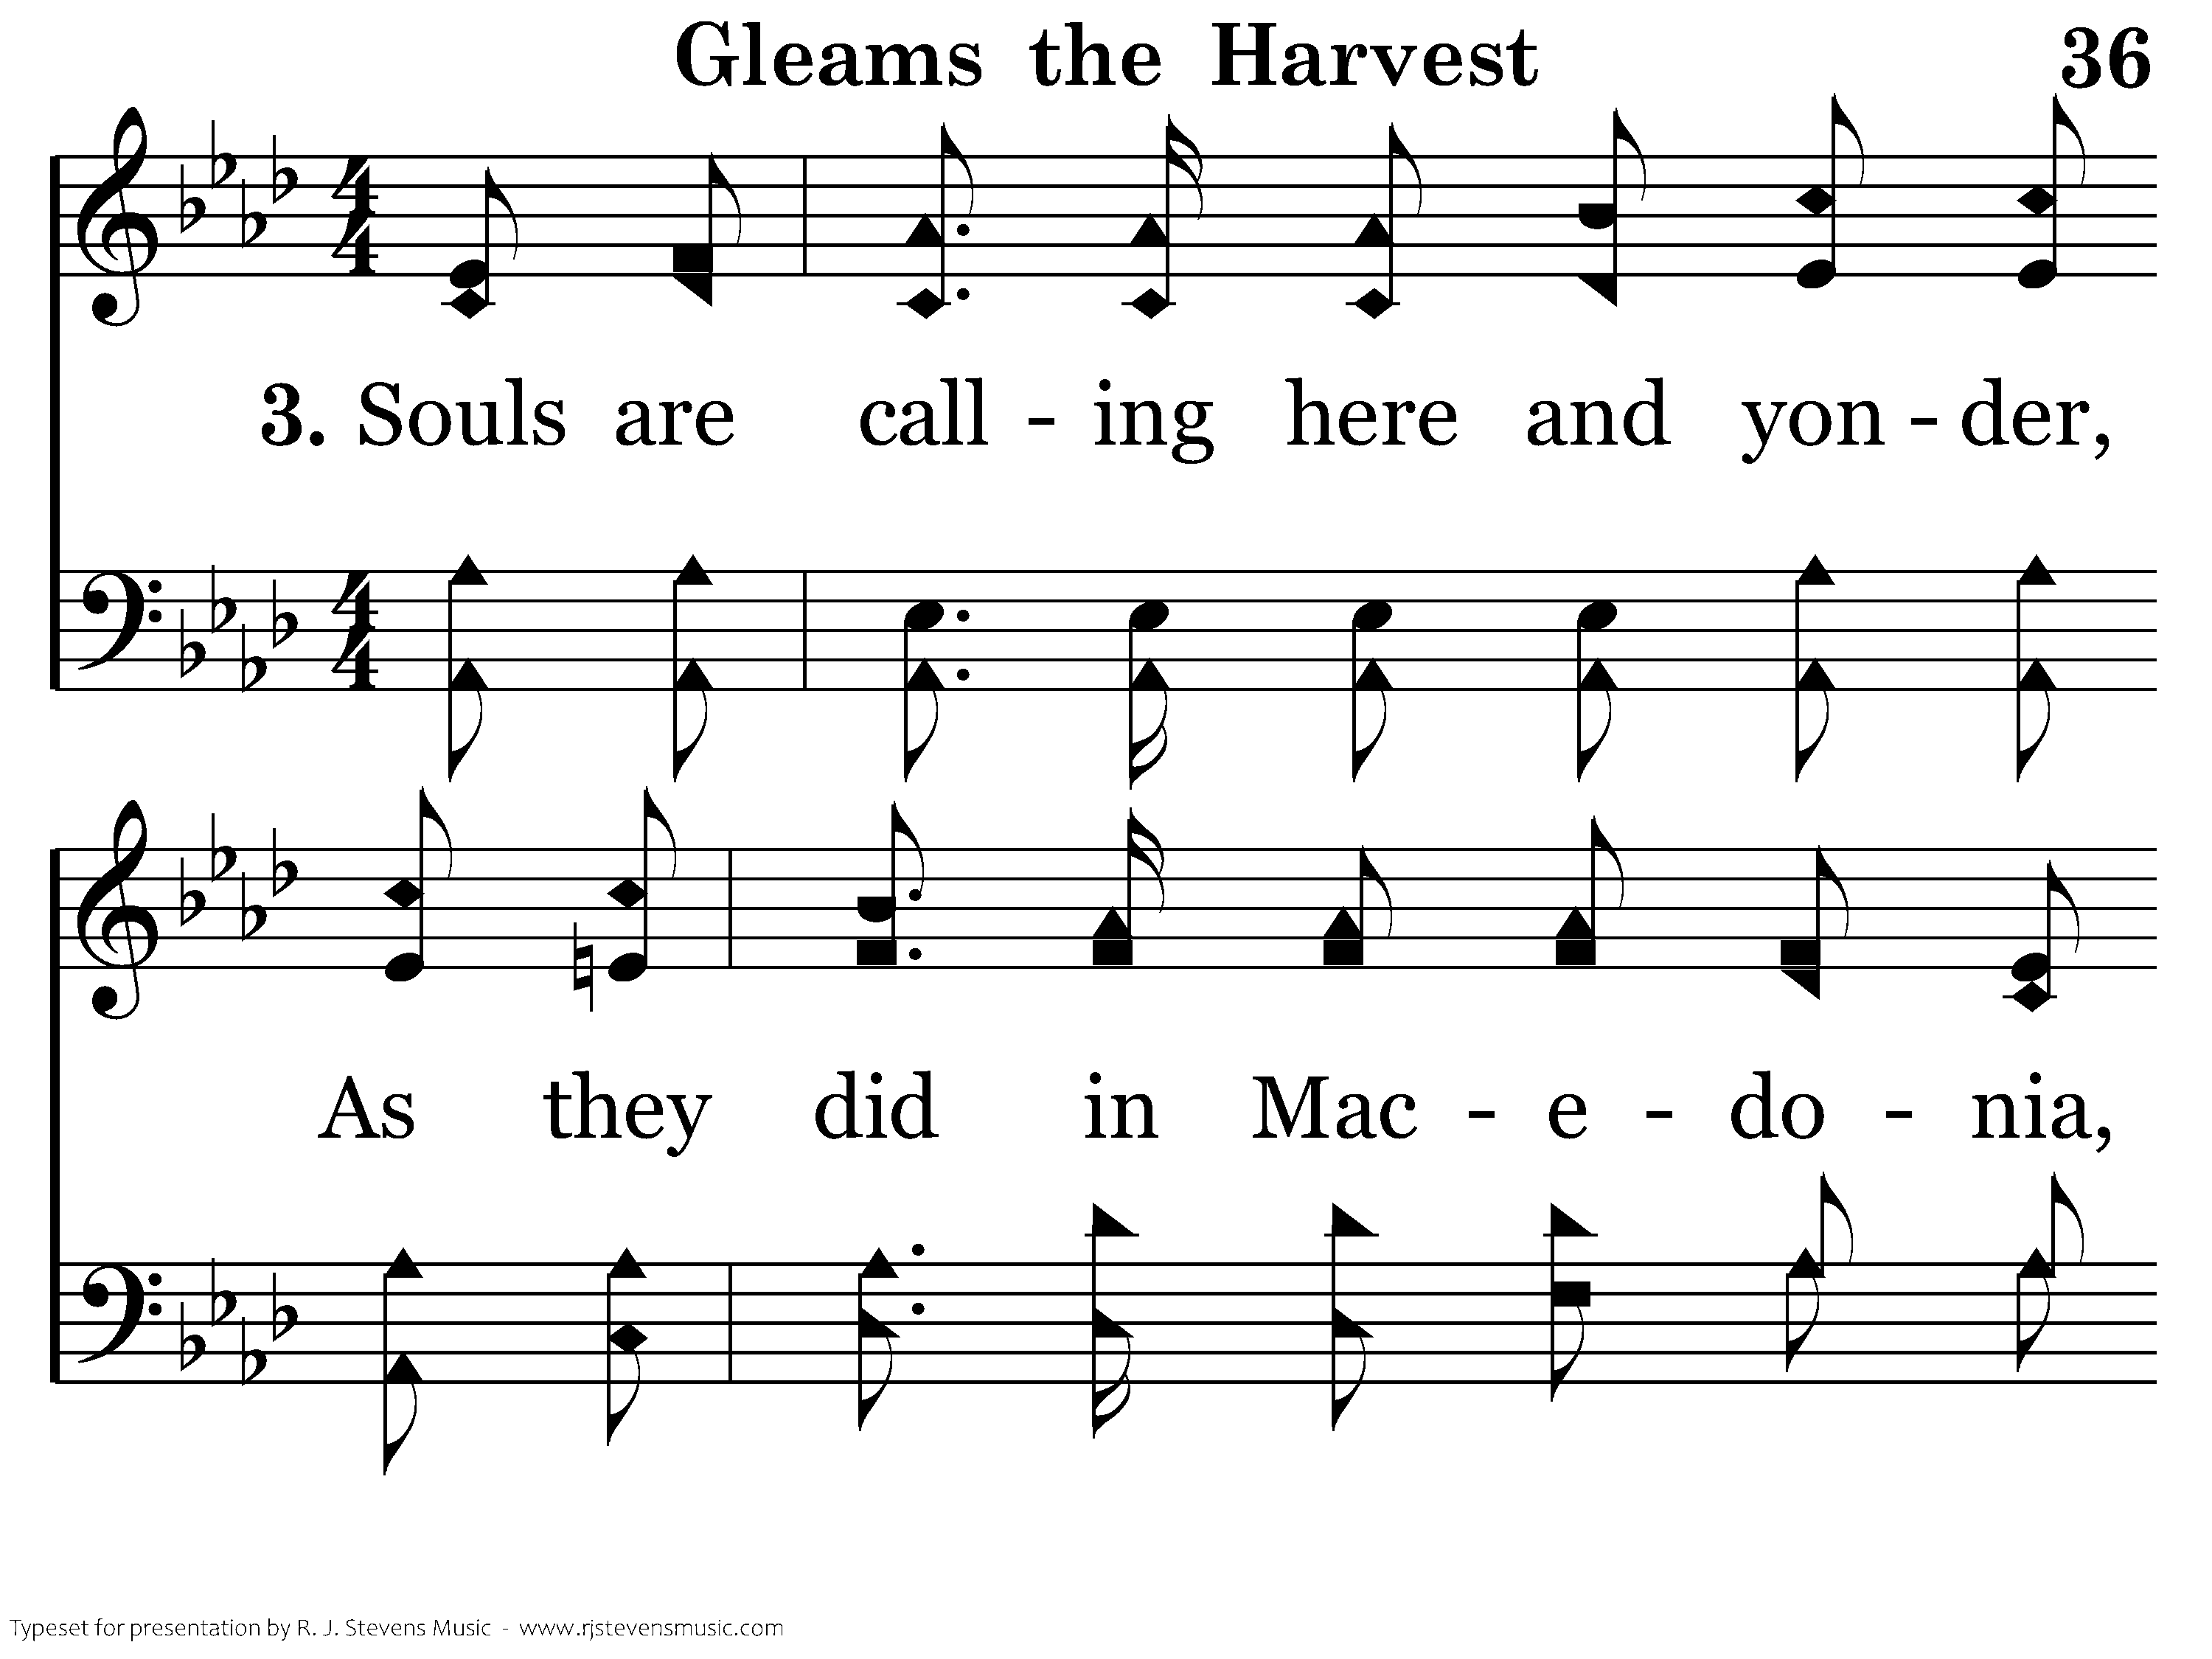 Gleams the Harvest 36
3. Souls are call - ing here and yon - der,
As they did in Mac - e - do - nia,
Typeset for presentation by R. J. Stevens Music - www.rjstevensmusic.com